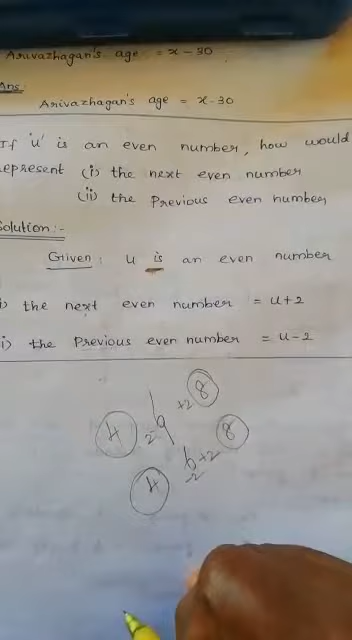 Arivazhagan's age = x - 30
Ans:
Arivazhagan's age = x - 30
If 'u' is an even number, how would
represent (i) the next even number
(ii) the Previous even number
Solution :-
Given: u is an even number
i) the next even number = u+2
i) the Previous even number = u-2
+2 8
4 -2
6 +2 8
4 -2